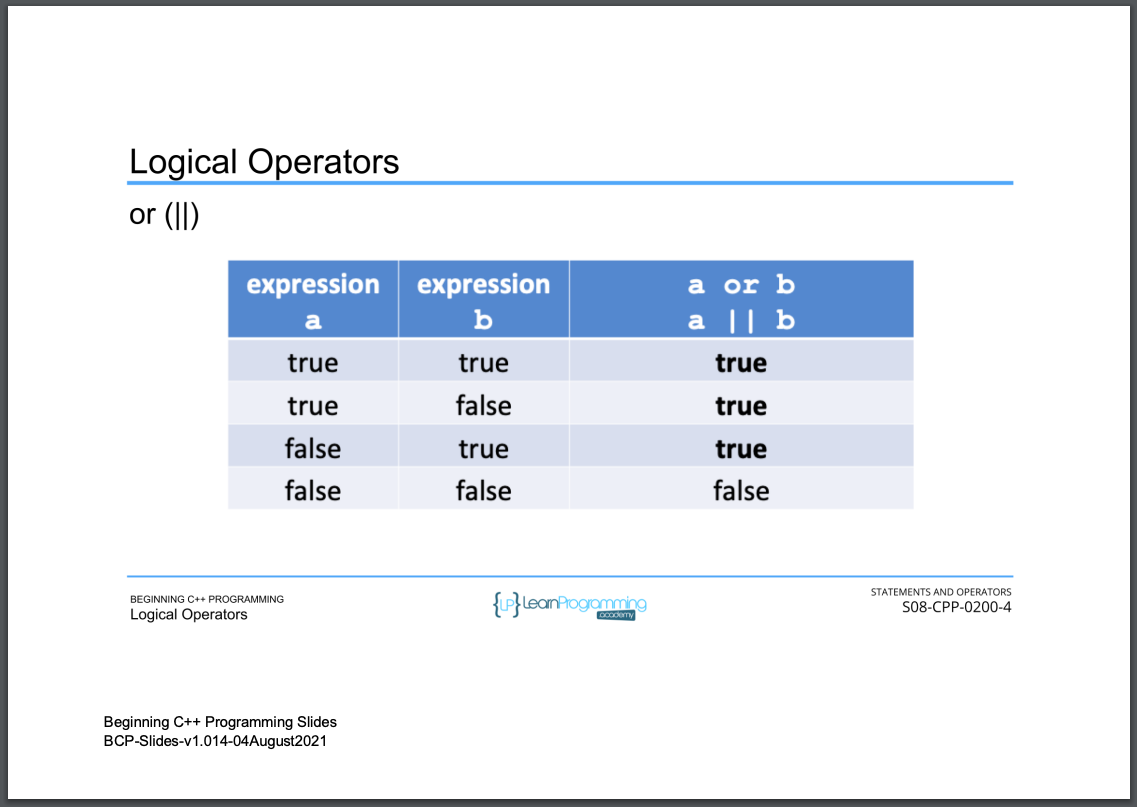 Logical Operators
or (||)
expression a expression b a or b a || b
true true true
true false true
false true true
false false false
BEGINNING C++ PROGRAMMING
Logical Operators
{LP} LearnProgramming
academy
STATEMENTS AND OPERATORS
S08-CPP-0200-4
Beginning C++ Programming Slides
BCP-Slides-v1.014-04August2021